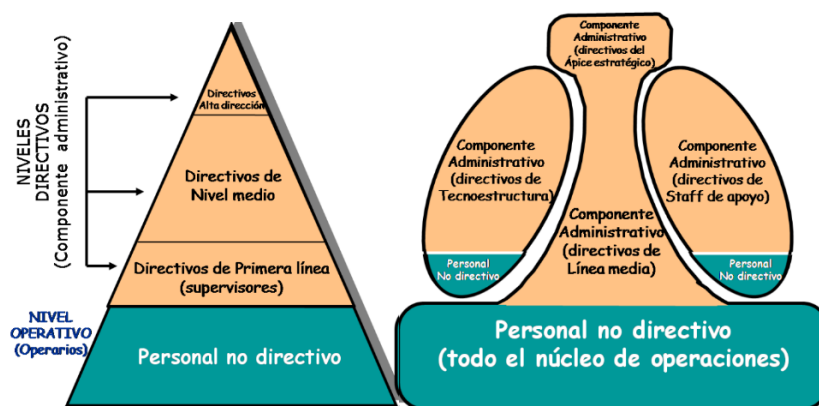 NIVELES
DIRECTIVOS
(Componente administrativo)
Directivos
Alta dirección
Directivos de
Nivel medio
Directivos de Primera línea
(supervisores)
NIVEL
OPERATIVO
(Operarios)
Personal no directivo
Componente
Administrativo
(directivos del
Ápice estratégico)
Componente
Administrativo
(directivos de
Tecnoestructura)
Personal
No directivo
Componente
Administrativo
(directivos de
Línea media)
Componente
Administrativo
(directivos de
Staff de apoyo)
Personal
No directivo
Personal no directivo
(todo el núcleo de operaciones)